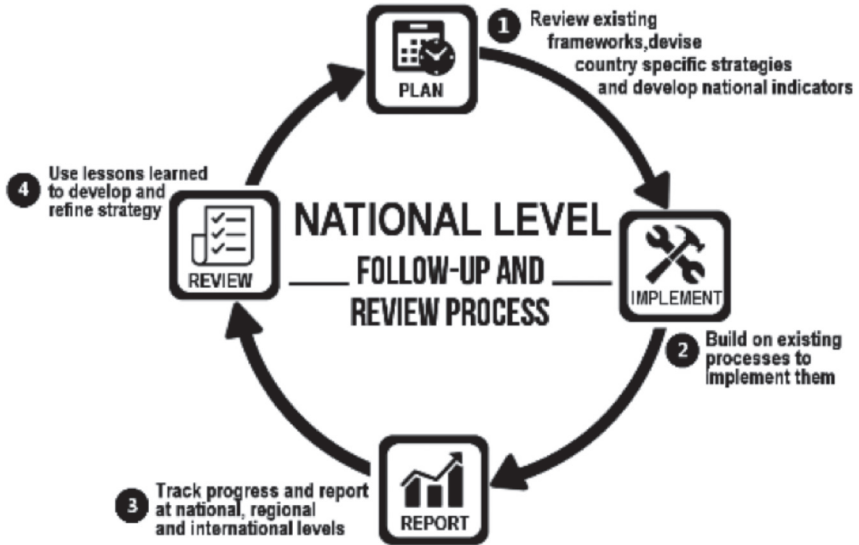 1 Review existing
frameworks,devise
country specific strategies
and develop national indicators
PLAN
4 Use lessons learned
to develop and
refine strategy
REVIEW
NATIONAL LEVEL
FOLLOW-UP AND
REVIEW PROCESS
IMPLEMENT
2 Build on existing
processes to
implement them
3 Track progress and report
at national, regional
and international levels
REPORT